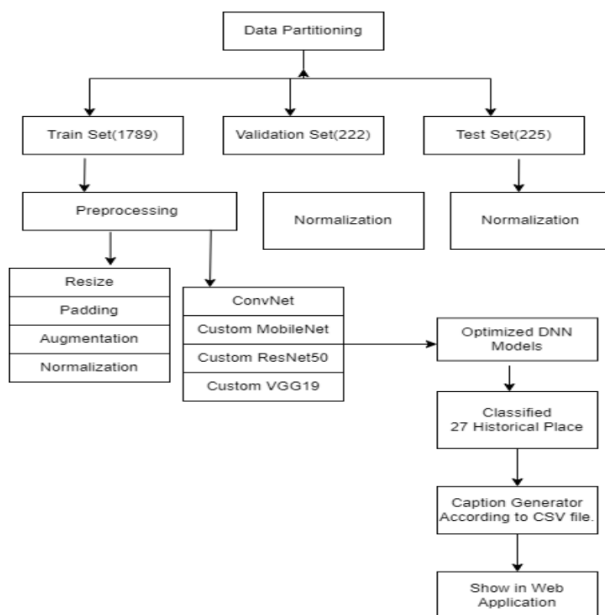 Data Partitioning
Train Set(1789)
Validation Set(222)
Test Set(225)
Preprocessing
Normalization
Normalization
Resize
Padding
Augmentation
Normalization
ConvNet
Custom MobileNet
Custom ResNet50
Custom VGG19
Optimized DNN
Models
Classified
27 Historical Place
Caption Generator
According to CSV file.
Show in Web
Application